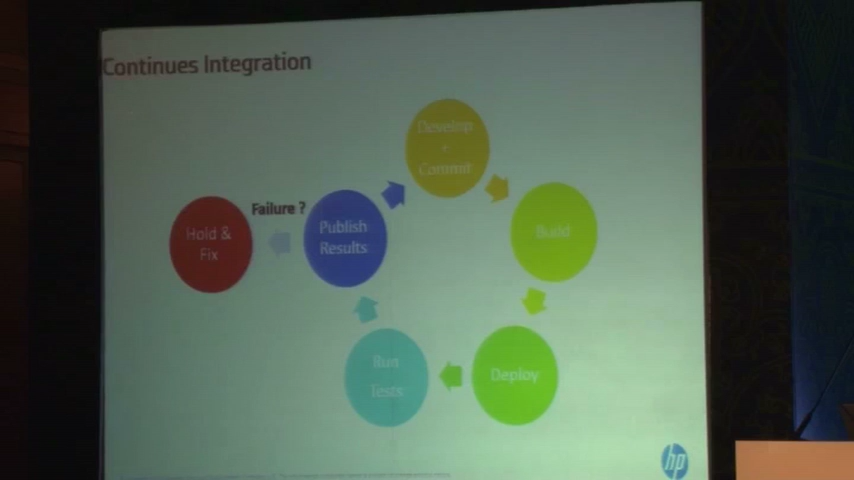 Continues Integration
Develop
+
Commit
Failure ?
Hold &
Fix
Publish
Results
Build
Run
Tests
Deploy
hp